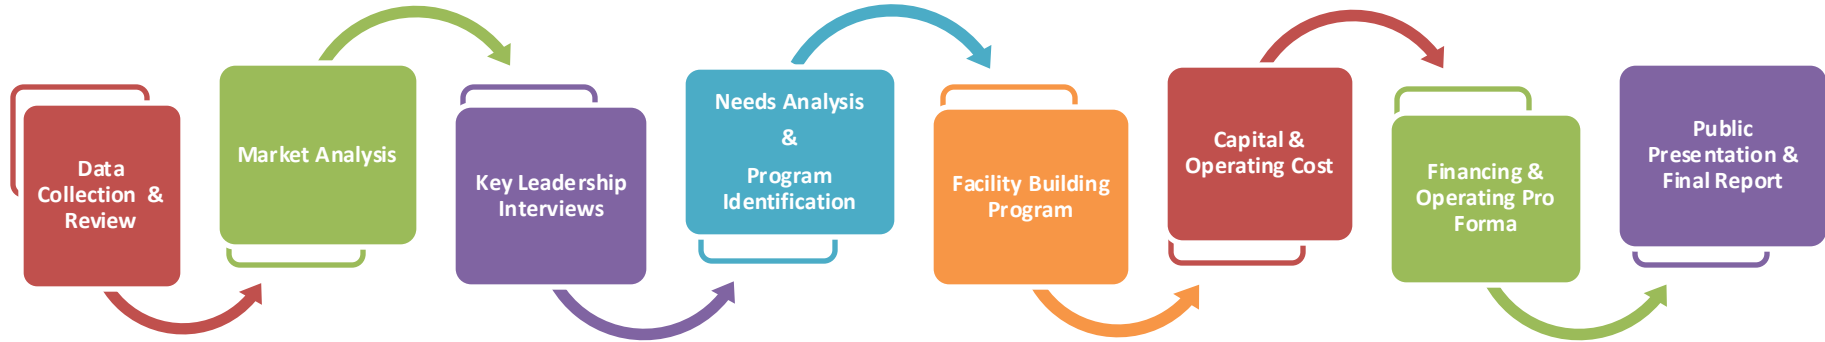 Data
Collection &
Review
Market Analysis
Key Leadership
Interviews
Needs Analysis
&
Program
Identification
Facility Building
Program
Capital &
Operating Cost
Financing &
Operating Pro
Forma
Public
Presentation &
Final Report